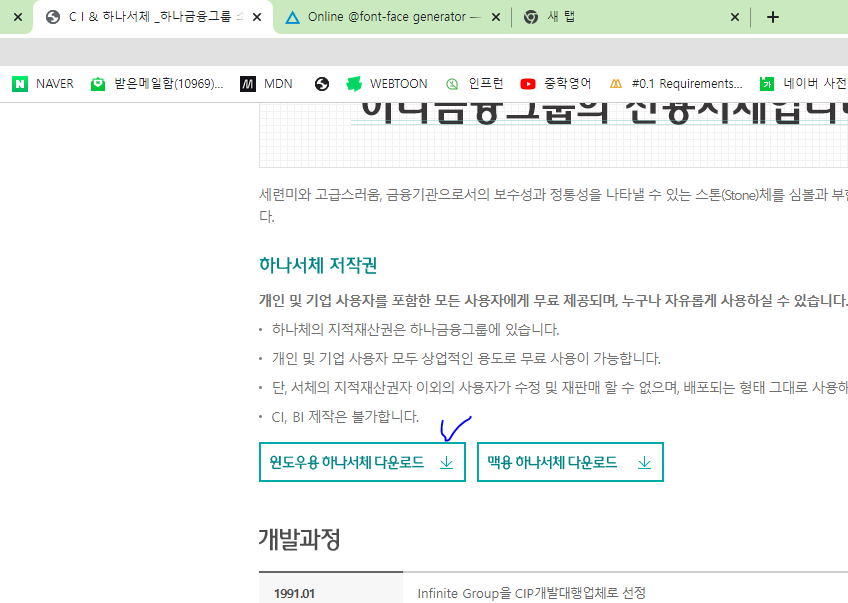 C I & 하나서체 _하나금융그룹
Online @font-face generator —
새 탭
NAVER
받은메일함(10969)...
MDN
WEBTOON
인프런
중학영어
#0.1 Requirements...
네이버 사전
하나금융그룹의 전용서체입니다
세련미와 고급스러움, 금융기관으로서의 보수성과 정통성을 나타낼 수 있는 스톤(Stone)체를 심볼과
다.
하나서체 저작권
개인 및 기업 사용자를 포함한 모든 사용자에게 무료 제공되며, 누구나 자유롭게 사용하실 수 있습니다.
• 하나체의 지적재산권은 하나금융그룹에 있습니다.
• 개인 및 기업 사용자 모두 상업적인 용도로 무료 사용이 가능합니다.
• 단, 서체의 지적재산권자 이외의 사용자가 수정 및 재판매 할 수 없으며, 배포되는 형태 그대로 사용하
• CI, BI 제작은 불가합니다.
윈도우용 하나서체 다운로드
맥용 하나서체 다운로드
개발과정
1991.01
Infinite Group을 CIP개발대행업체로 선정